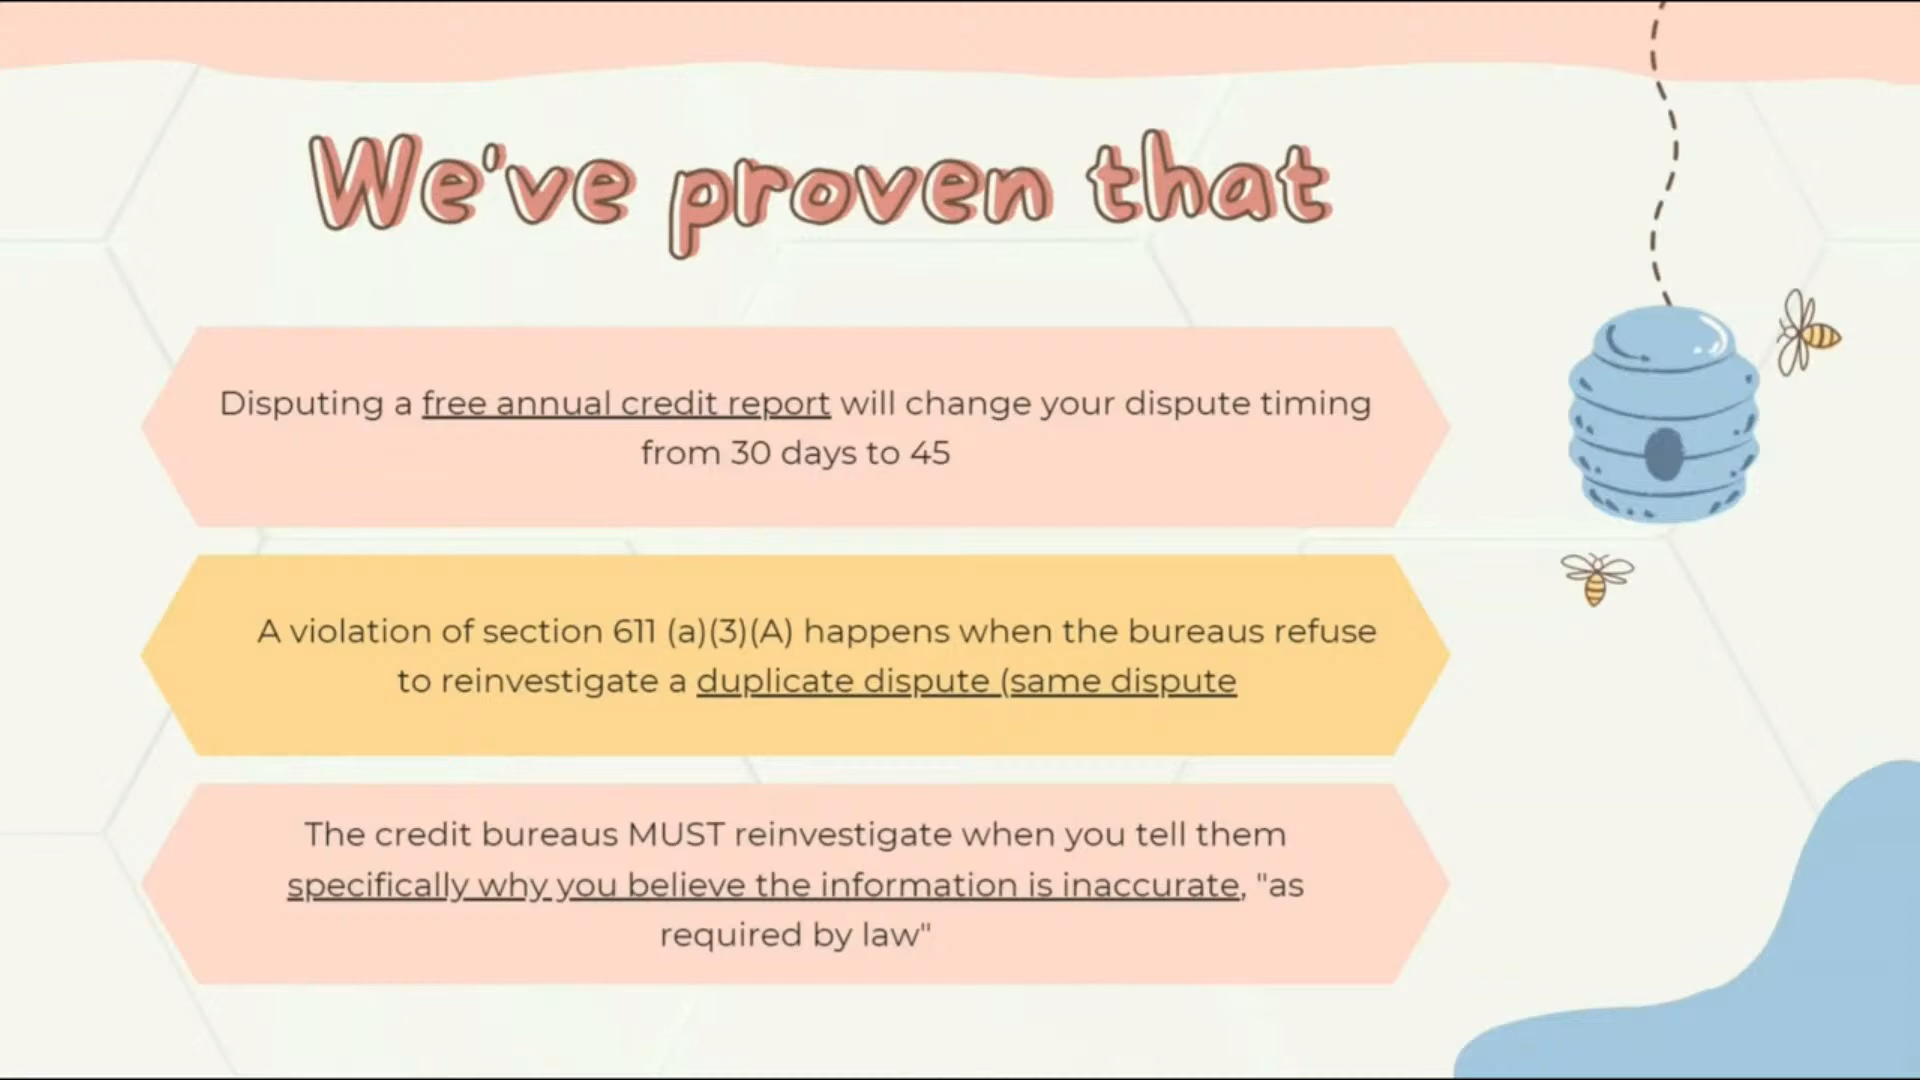 We've proven that
Disputing a free annual credit report will change your dispute timing
from 30 days to 45
A violation of section 611 (a)(3)(A) happens when the bureaus refuse
to reinvestigate a duplicate dispute (same dispute
The credit bureaus MUST reinvestigate when you tell them
specifically why you believe the information is inaccurate, "as
required by law"